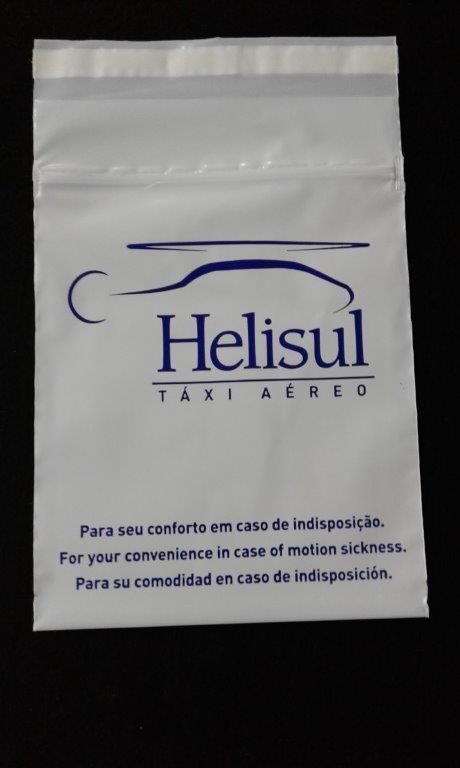 Helisul
TÁXI AÉREO
Para seu conforto em caso de indisposição.
For your convenience in case of motion sickness.
Para su comodidad en caso de indisposición.